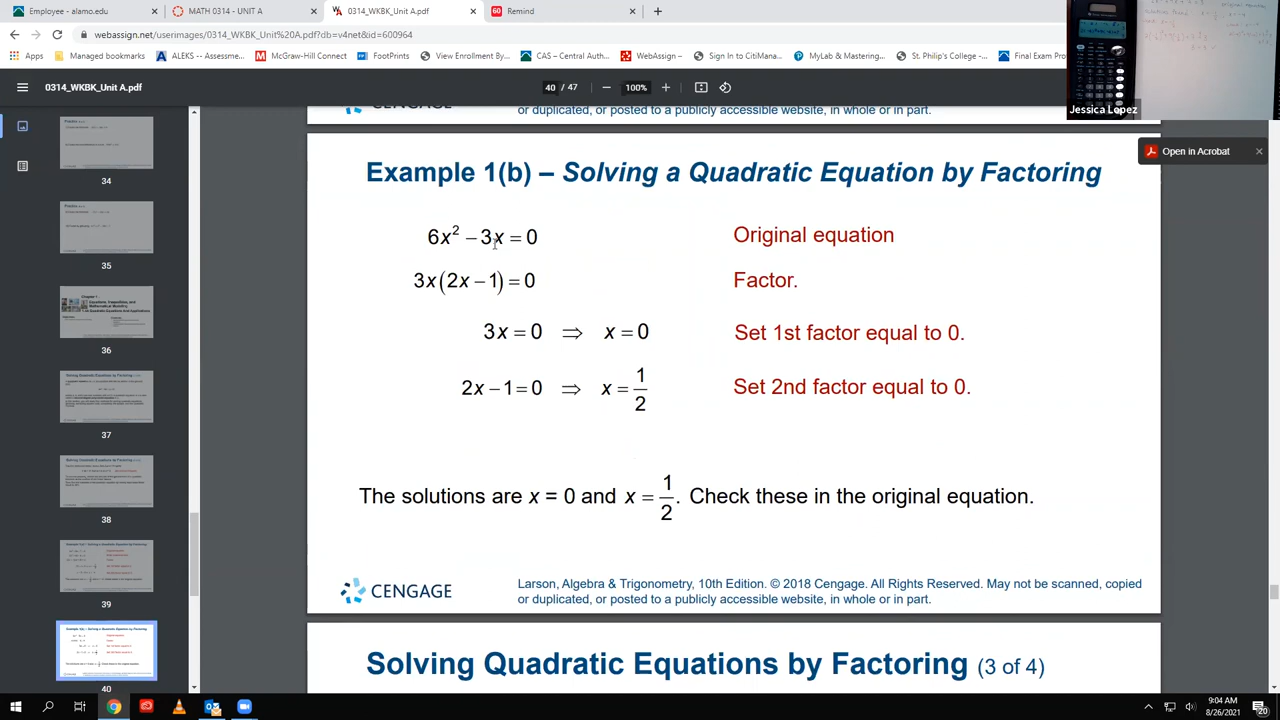 Employee - alamo.edu
MATH 0314 - UNIT A
0314_WKBK_Unit A.pdf
Remind
webassign.net/userimages/0314_WKBK_Unit%20A.pdf?db=v4net&id=600964
Apps
Managed bookmarks
ALEKS --
McGraw-Hill Connect
Final
View Enrollment By...
CAS – Central Auth...
WebAssign –
Sign In to CitiMana...
MyLab & Mastering...
St. Philip's College -...
Final Exam Pro
0314_WKBK_Unit A.pdf
40 / 47
100%
Jessica Lopez
Open in Acrobat
or duplicated, or posted to a publicly accessible website, in whole or in part.
34
35
36
37
38
39
40
Example 1(b) – Solving a Quadratic Equation by Factoring
6x² − 3x = 0 Original equation
3x(2x − 1) = 0 Factor.
3x = 0 ⇒ x = 0 Set 1st factor equal to 0.
2x − 1 = 0 ⇒ x = 1/2 Set 2nd factor equal to 0.
The solutions are x = 0 and x = 1/2. Check these in the original equation.
CENGAGE
Larson, Algebra & Trigonometry, 10th Edition. © 2018 Cengage. All Rights Reserved. May not be scanned, copied
or duplicated, or posted to a publicly accessible website, in whole or in part.
Solving Quadratic Equations by Factoring (3 of 4)
9:04 AM
8/26/2021
20